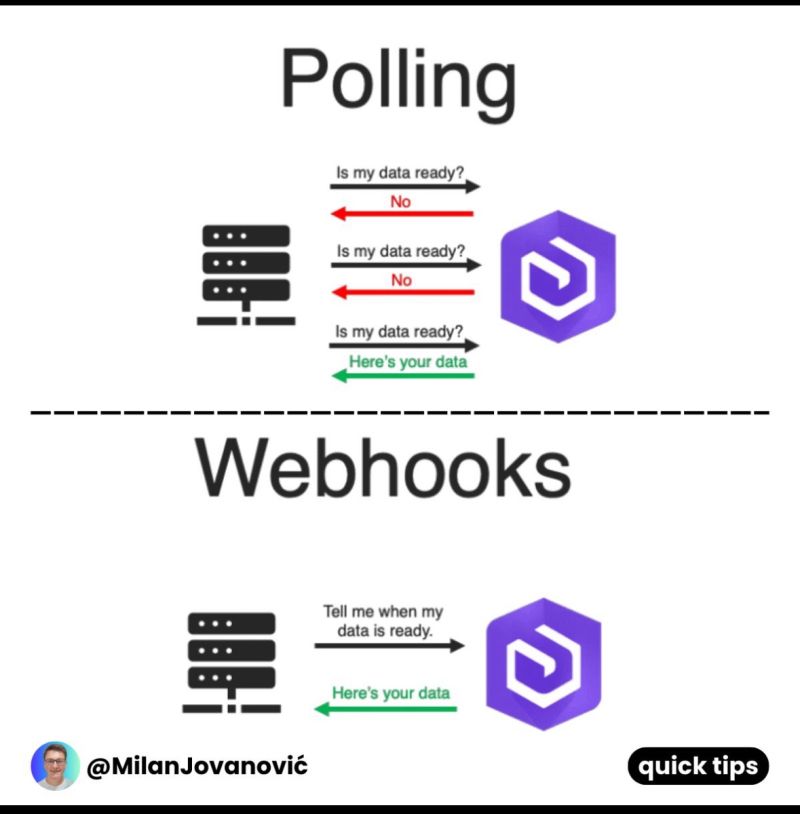 Polling
Is my data ready?
No
Is my data ready?
No
Is my data ready?
Here's your data
Webhooks
Tell me when my
data is ready.
Here's your data
@MilanJovanović
quick tips